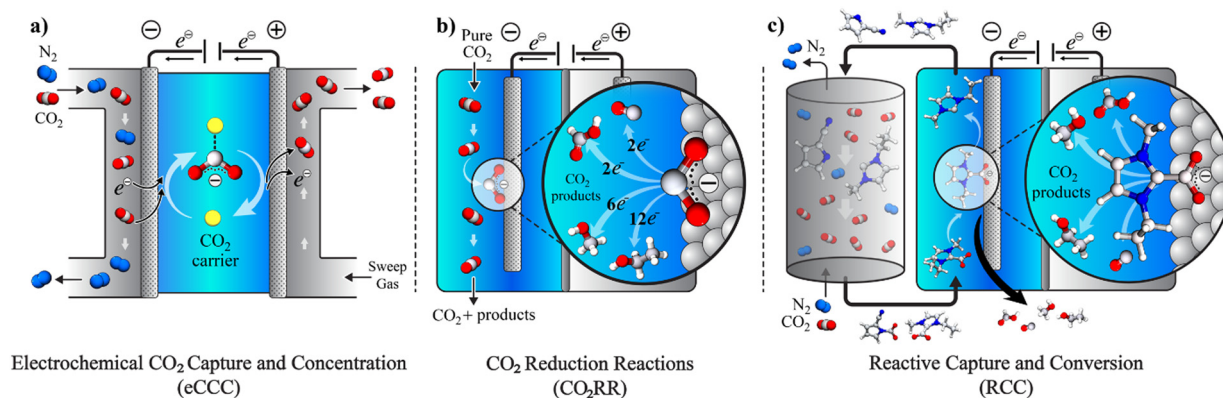 a)
⊖
e⊖
e⊖
⊕
N2
CO2
e⊖
⊖
e⊖
CO2
carrier
Sweep
Gas
Electrochemical CO2 Capture and Concentration
(eCCC)
b)
Pure
CO2
⊖
e⊖
e⊖
⊕
2e-
2e-
CO2
products
6e-
12e-
⊖
⊖
CO2+ products
CO2 Reduction Reactions
(CO2RR)
c)
N2
⊖
e⊖
e⊖
⊕
CO2
products
⊖
⊖
N2
CO2
Reactive Capture and Conversion
(RCC)